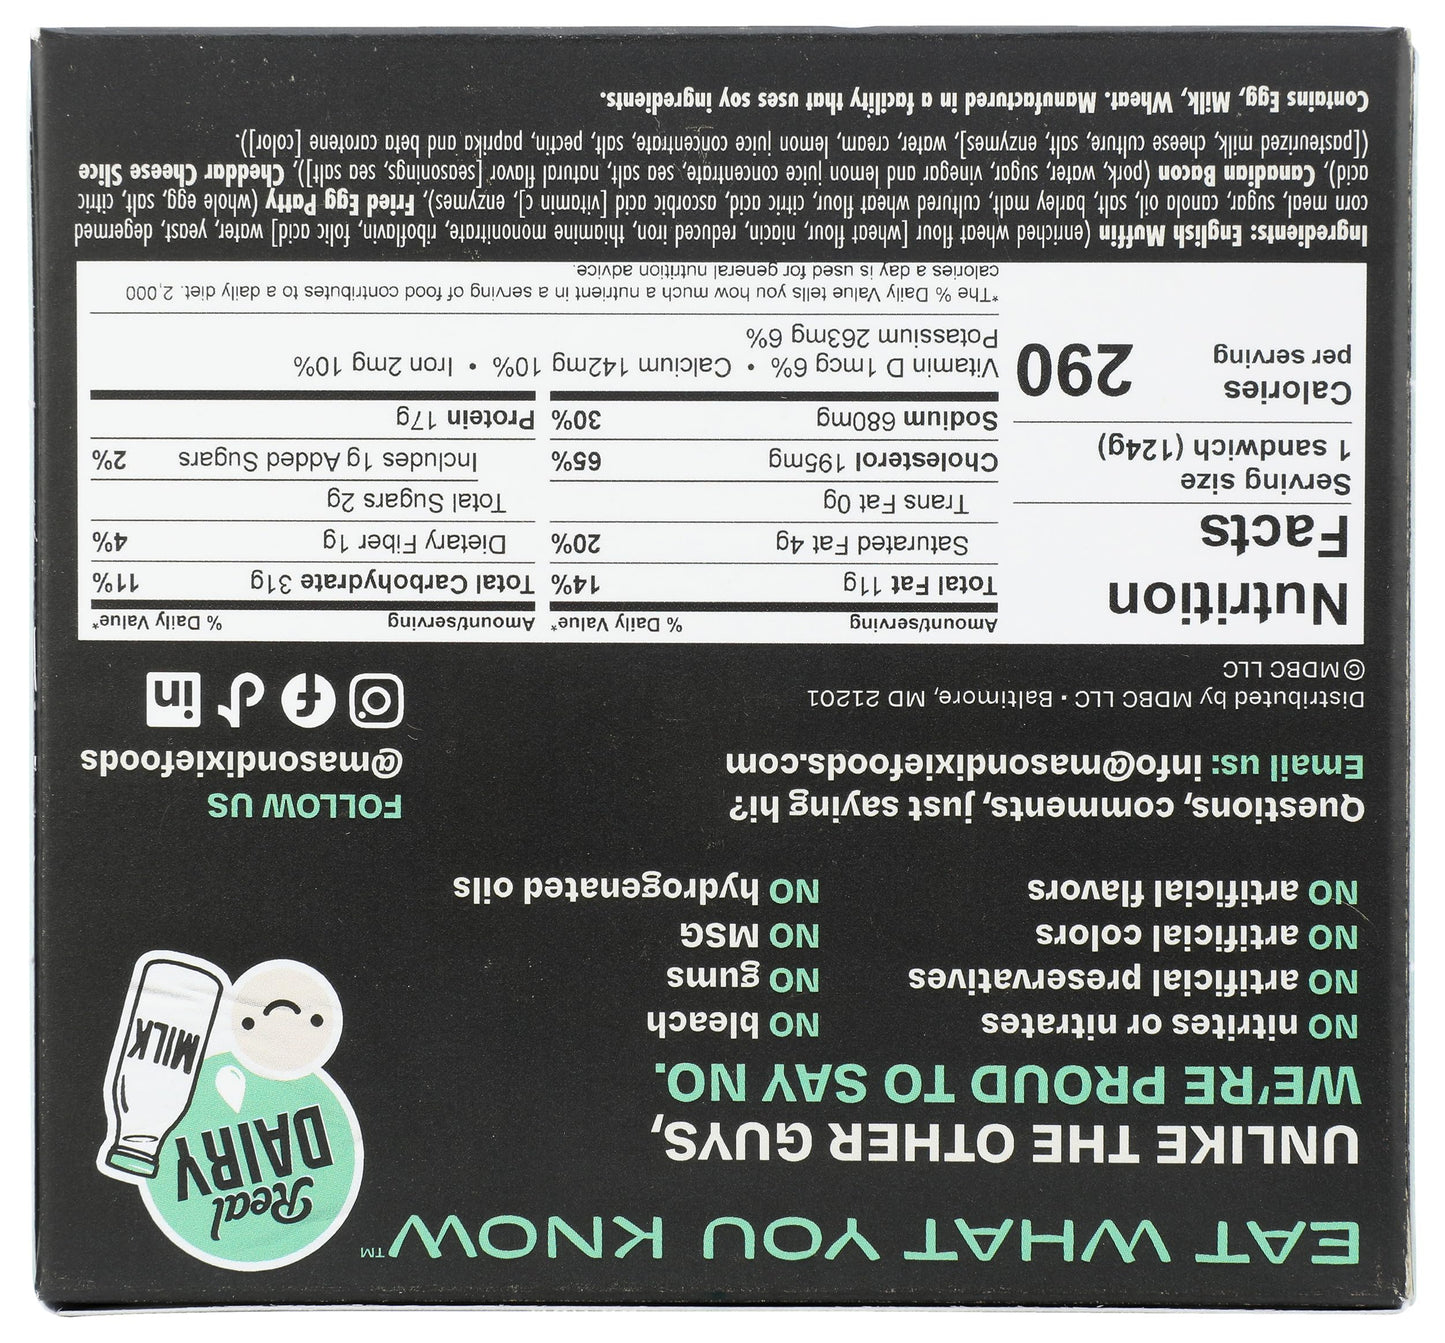 EAT WHAT YOU KNOW™
Real
DAIRY
MILK
UNLIKE THE OTHER GUYS,
WE'RE PROUD TO SAY NO.
NO nitrites or nitrates
NO artificial preservatives
NO artificial colors
NO artificial flavors
NO bleach
NO gums
NO MSG
NO hydrogenated oils
Questions, comments, just saying hi?
Email us: info@masondixiefoods.com
FOLLOW US
@masondixiefoods
in
Distributed by MDBC LLC · Baltimore, MD 21201
©MDBC LLC
Nutrition
Facts
Serving size
1 sandwich (124g)
Calories
per serving
290
Amount/serving % Daily Value*
Total Fat 11g 14%
Saturated Fat 4g 20%
Trans Fat 0g
Cholesterol 195mg 65%
Sodium 680mg 30%
Amount/serving % Daily Value*
Total Carbohydrate 31g 11%
Dietary Fiber 1g 4%
Total Sugars 2g
Includes 1g Added Sugars 2%
Protein 17g
Vitamin D 1mcg 6% • Calcium 142mg 10% • Iron 2mg 10%
Potassium 263mg 6%
*The % Daily Value tells you how much a nutrient in a serving of food contributes to a daily diet. 2,000
calories a day is used for general nutrition advice.
Ingredients: English Muffin (enriched wheat flour [wheat flour, niacin, reduced iron, thiamine mononitrate, riboflavin, folic acid] water, yeast, degermed
corn meal, sugar, canola oil, salt, barley malt, cultured wheat flour, citric acid, ascorbic acid [vitamin c], enzymes), Fried Egg Patty (whole egg, salt, citric
acid), Canadian Bacon (pork, water, sugar, vinegar and lemon juice concentrate, sea salt, natural flavor [seasonings, sea salt]), Cheddar Cheese Slice
([pasteurized milk, cheese culture, salt, enzymes], water, cream, lemon juice concentrate, salt, pectin, paprika and beta carotene [color]).
Contains Egg, Milk, Wheat. Manufactured in a facility that uses soy ingredients.